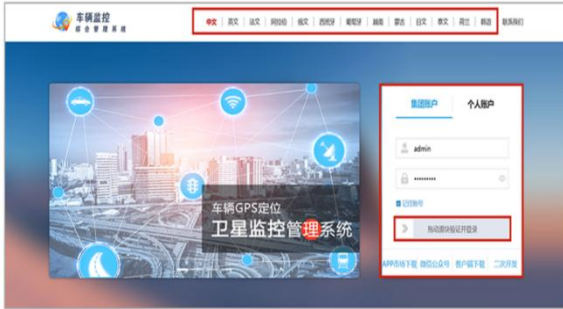 车辆监控
综合管理系统
中文 英文 法文 阿拉伯 俄文 西班牙 葡萄牙 越南 蒙古 日文 泰文 荷兰 韩语 联系我们
集团账户 个人账户
admin
•••••••••
记住账号
拖动滑块验证并登录
APP市场下载 微信公众号 客户端下载 二次开发
车辆GPS定位
卫星监控管理系统